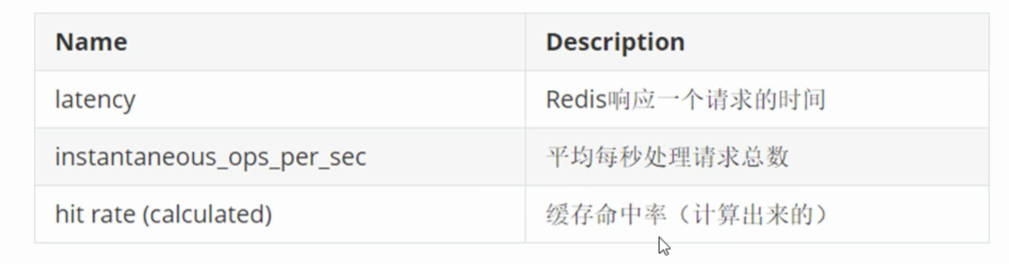 Name Description
latency Redis响应一个请求的时间
instantaneous_ops_per_sec 平均每秒处理请求总数
hit rate (calculated) 缓存命中率（计算出来的）